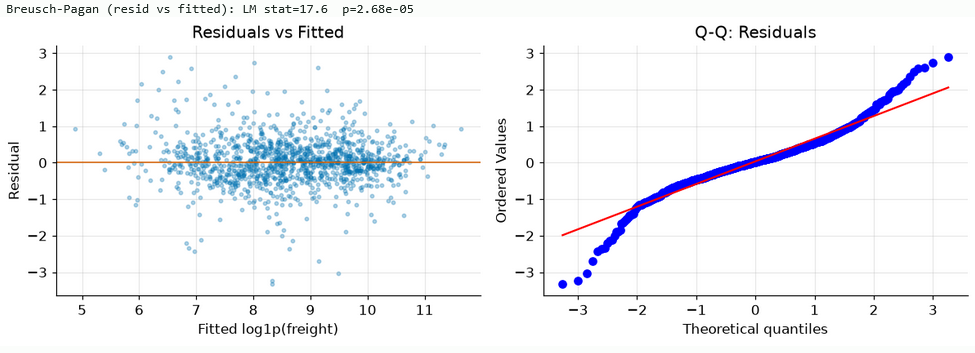 Breusch-Pagan (resid vs fitted): LM stat=17.6  p=2.68e-05
Residuals vs Fitted
3
2
1
0
−1
−2
−3
Residual
5 6 7 8 9 10 11
Fitted log1p(freight)
Q-Q: Residuals
3
2
1
0
−1
−2
−3
Ordered Values
−3 −2 −1 0 1 2 3
Theoretical quantiles